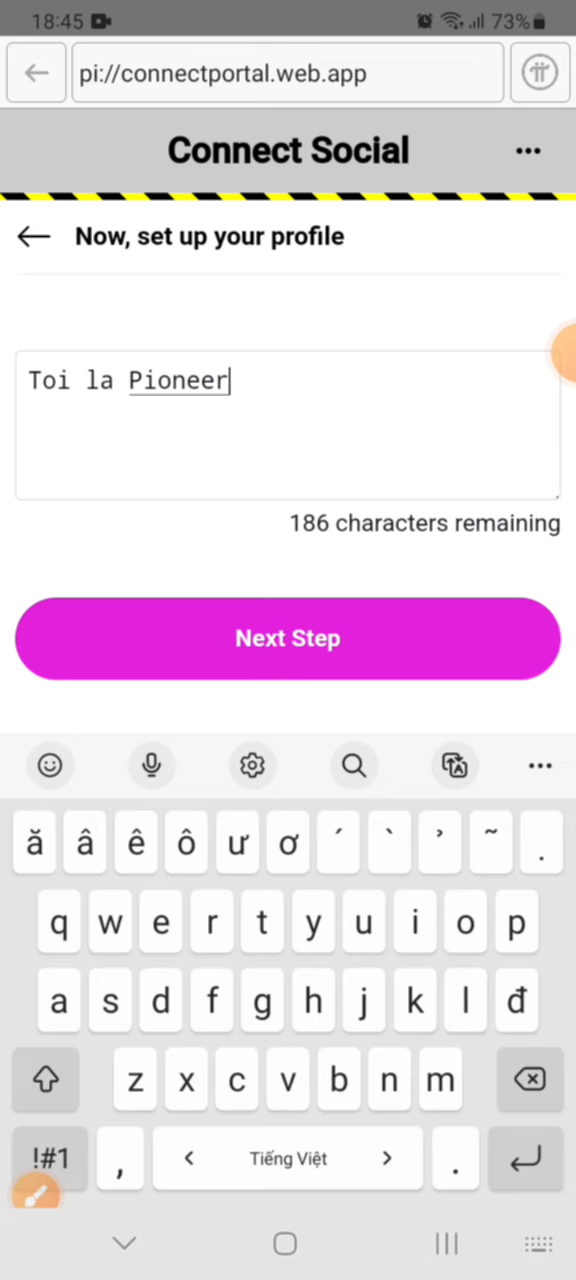 18:45 73%
pi://connectportal.web.app
Connect Social
Now, set up your profile
Toi la Pioneer
186 characters remaining
Next Step
ă â ê ô ư ơ ´ ` ̉ ~ .
q w e r t y u i o p
a s d f g h j k l đ
z x c v b n m
!#1 , < Tiếng Việt > .